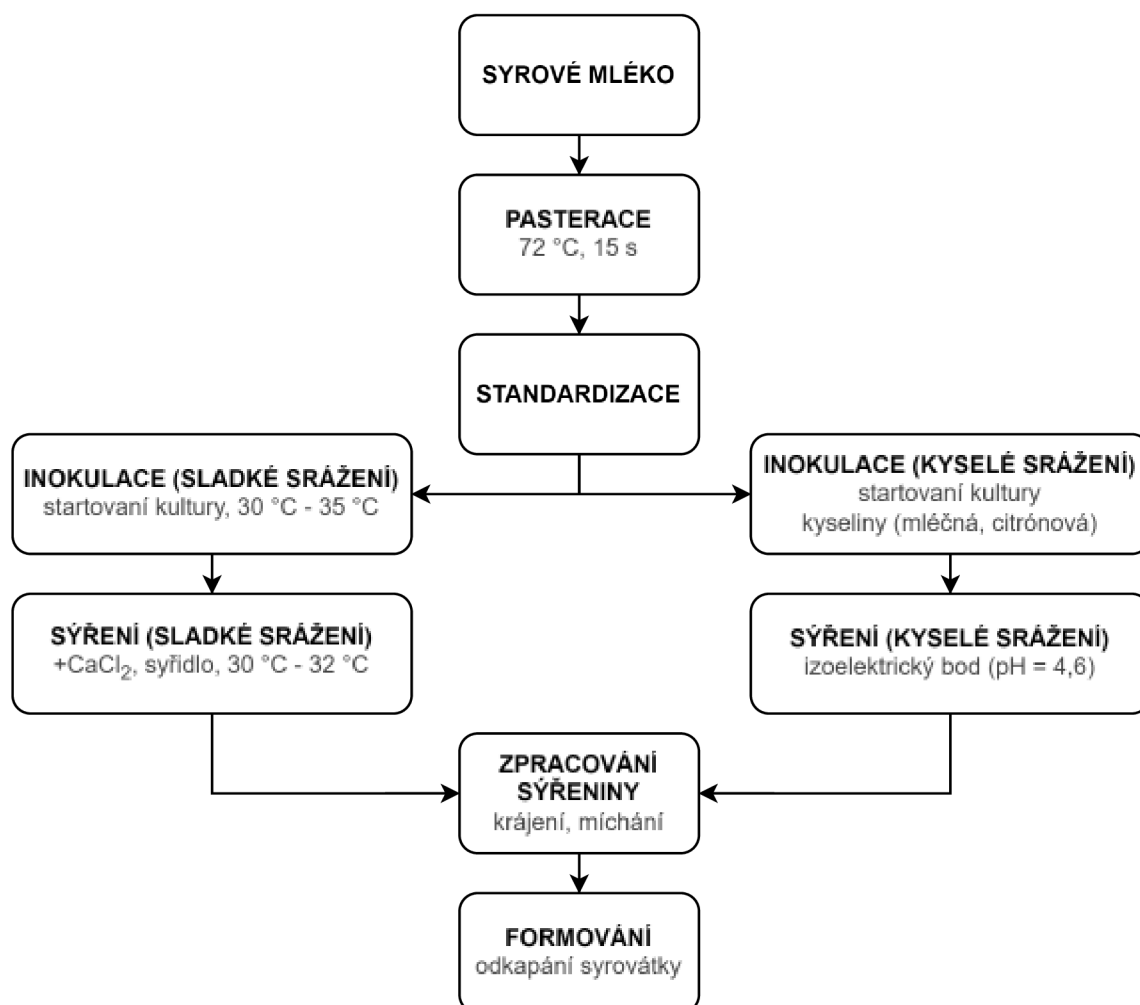 SYROVÉ MLÉKO
PASTERACE
72 °C, 15 s
STANDARDIZACE
INOKULACE (SLADKÉ SRÁŽENÍ)
startovaní kultury, 30 °C - 35 °C
INOKULACE (KYSELÉ SRÁŽENÍ)
startovaní kultury
kyseliny (mléčná, citrónová)
SÝŘENÍ (SLADKÉ SRÁŽENÍ)
+CaCl₂, syřidlo, 30 °C - 32 °C
SÝŘENÍ (KYSELÉ SRÁŽENÍ)
izoelektrický bod (pH = 4,6)
ZPRACOVÁNÍ
SÝŘENINY
krájení, míchání
FORMOVÁNÍ
odkapání syrovátky